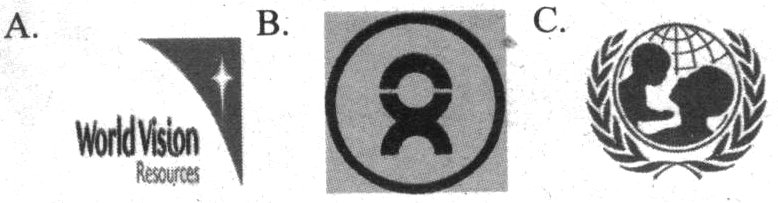 A.
B.
C.
World Vision
Resources